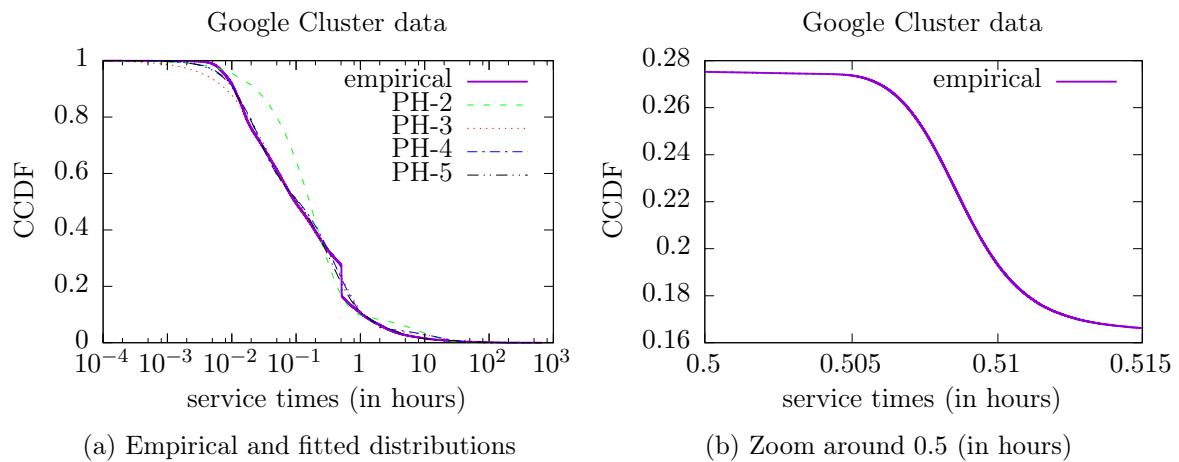 Google Cluster data
CCDF
1
0.8
0.6
0.4
0.2
0
10⁻⁴ 10⁻³ 10⁻² 10⁻¹ 1 10 10² 10³
service times (in hours)
empirical
PH-2
PH-3
PH-4
PH-5
(a) Empirical and fitted distributions
Google Cluster data
CCDF
0.28
0.26
0.24
0.22
0.2
0.18
0.16
0.5 0.505 0.51 0.515
service times (in hours)
empirical
(b) Zoom around 0.5 (in hours)